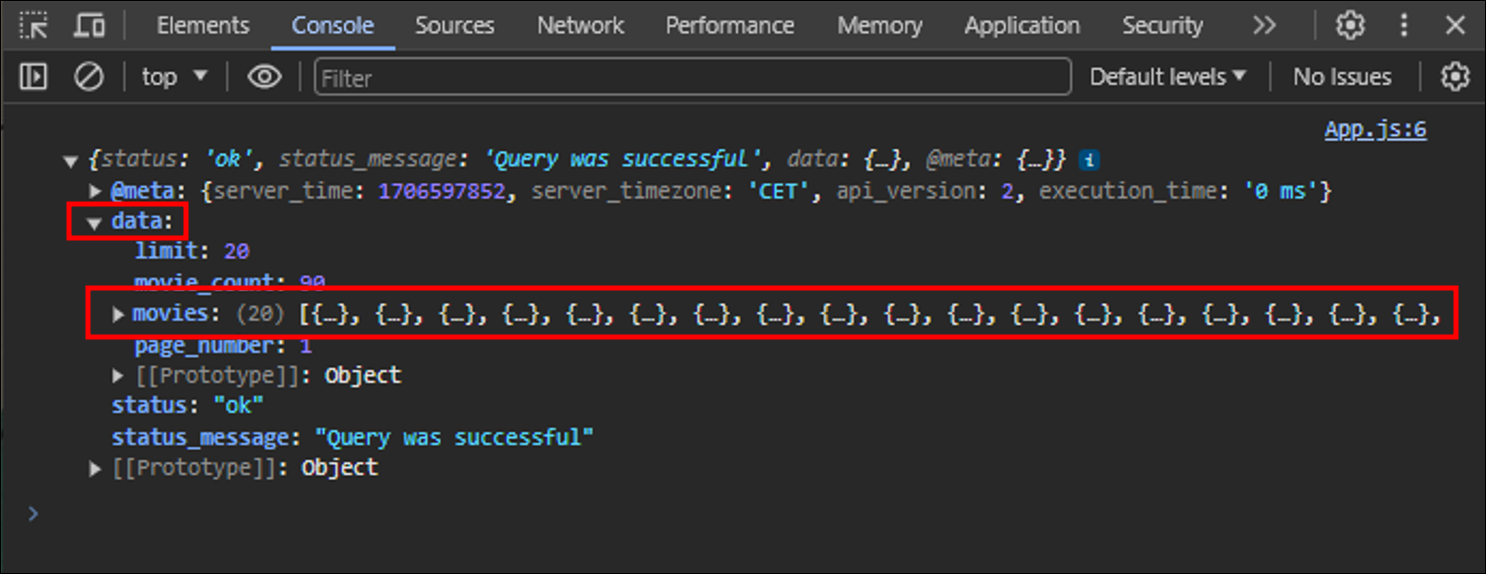 Elements Console Sources Network Performance Memory Application Security
top Filter Default levels No Issues
App.js:6
{status: 'ok', status_message: 'Query was successful', data: {…}, @meta: {…}} i
@meta: {server_time: 1706597852, server_timezone: 'CET', api_version: 2, execution_time: '0 ms'}
data:
limit: 20
movie_count: 90
movies: (20) [{…}, {…}, {…}, {…}, {…}, {…}, {…}, {…}, {…}, {…}, {…}, {…}, {…}, {…}, {…}, {…}, {…}, {…},
page_number: 1
[[Prototype]]: Object
status: "ok"
status_message: "Query was successful"
[[Prototype]]: Object